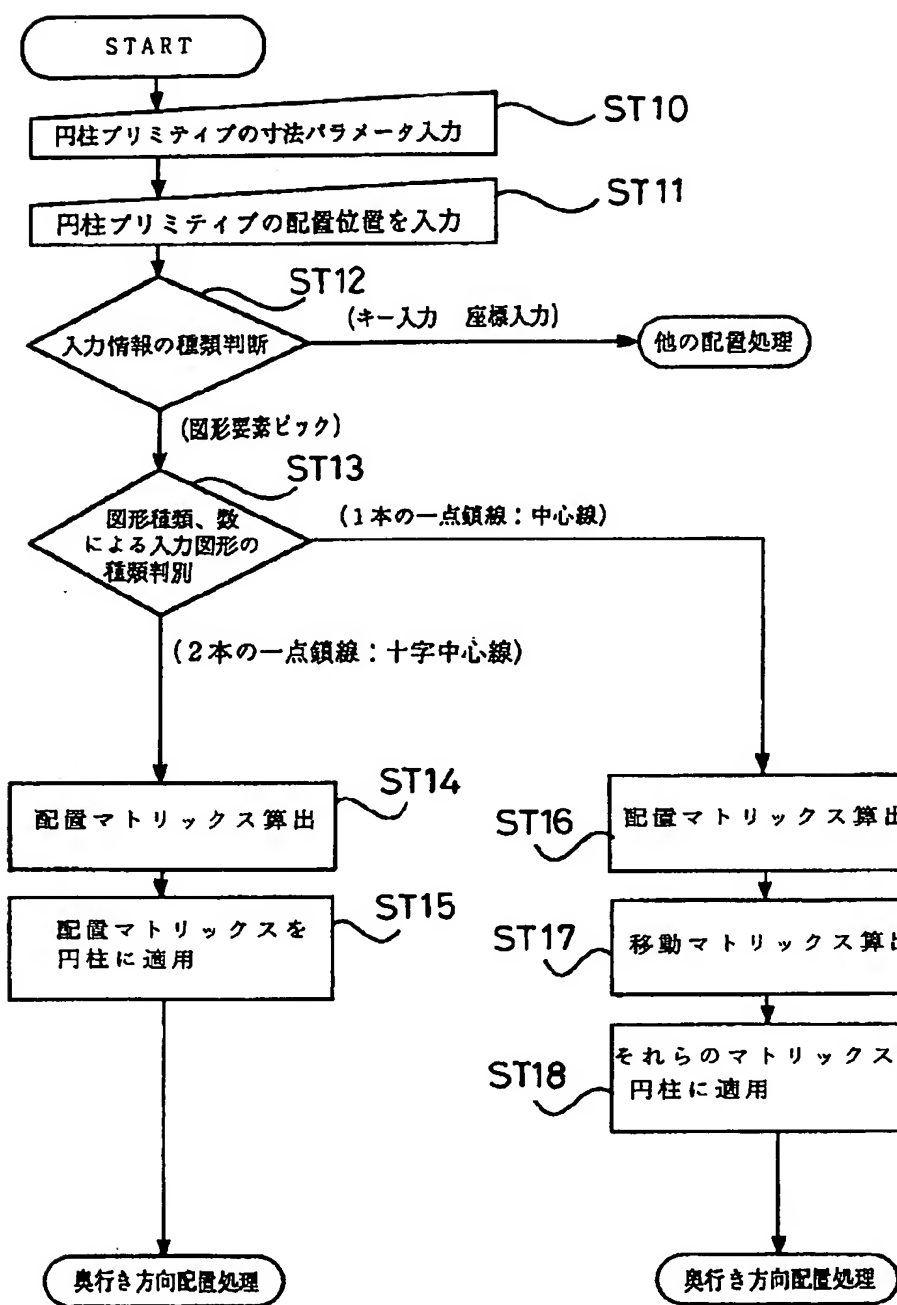 START
ST10
円柱プリミティブの寸法パラメータ入力
ST11
円柱プリミティブの配置位置を入力
ST12
(キー入力 座標入力)
入力情報の種類判断
他の配置処理
(図形要素ピック)
ST13
(1本の一点鎖線:中心線)
図形種類、数
による入力図形の
種類判別
(2本の一点鎖線:十字中心線)
ST14
配置マトリックス算出
ST16
配置マトリックス算出
ST15
配置マトリックスを
円柱に適用
ST17
移動マトリックス算出
ST18
それらのマトリックス
円柱に適用
奥行き方向配置処理
奥行き方向配置処理